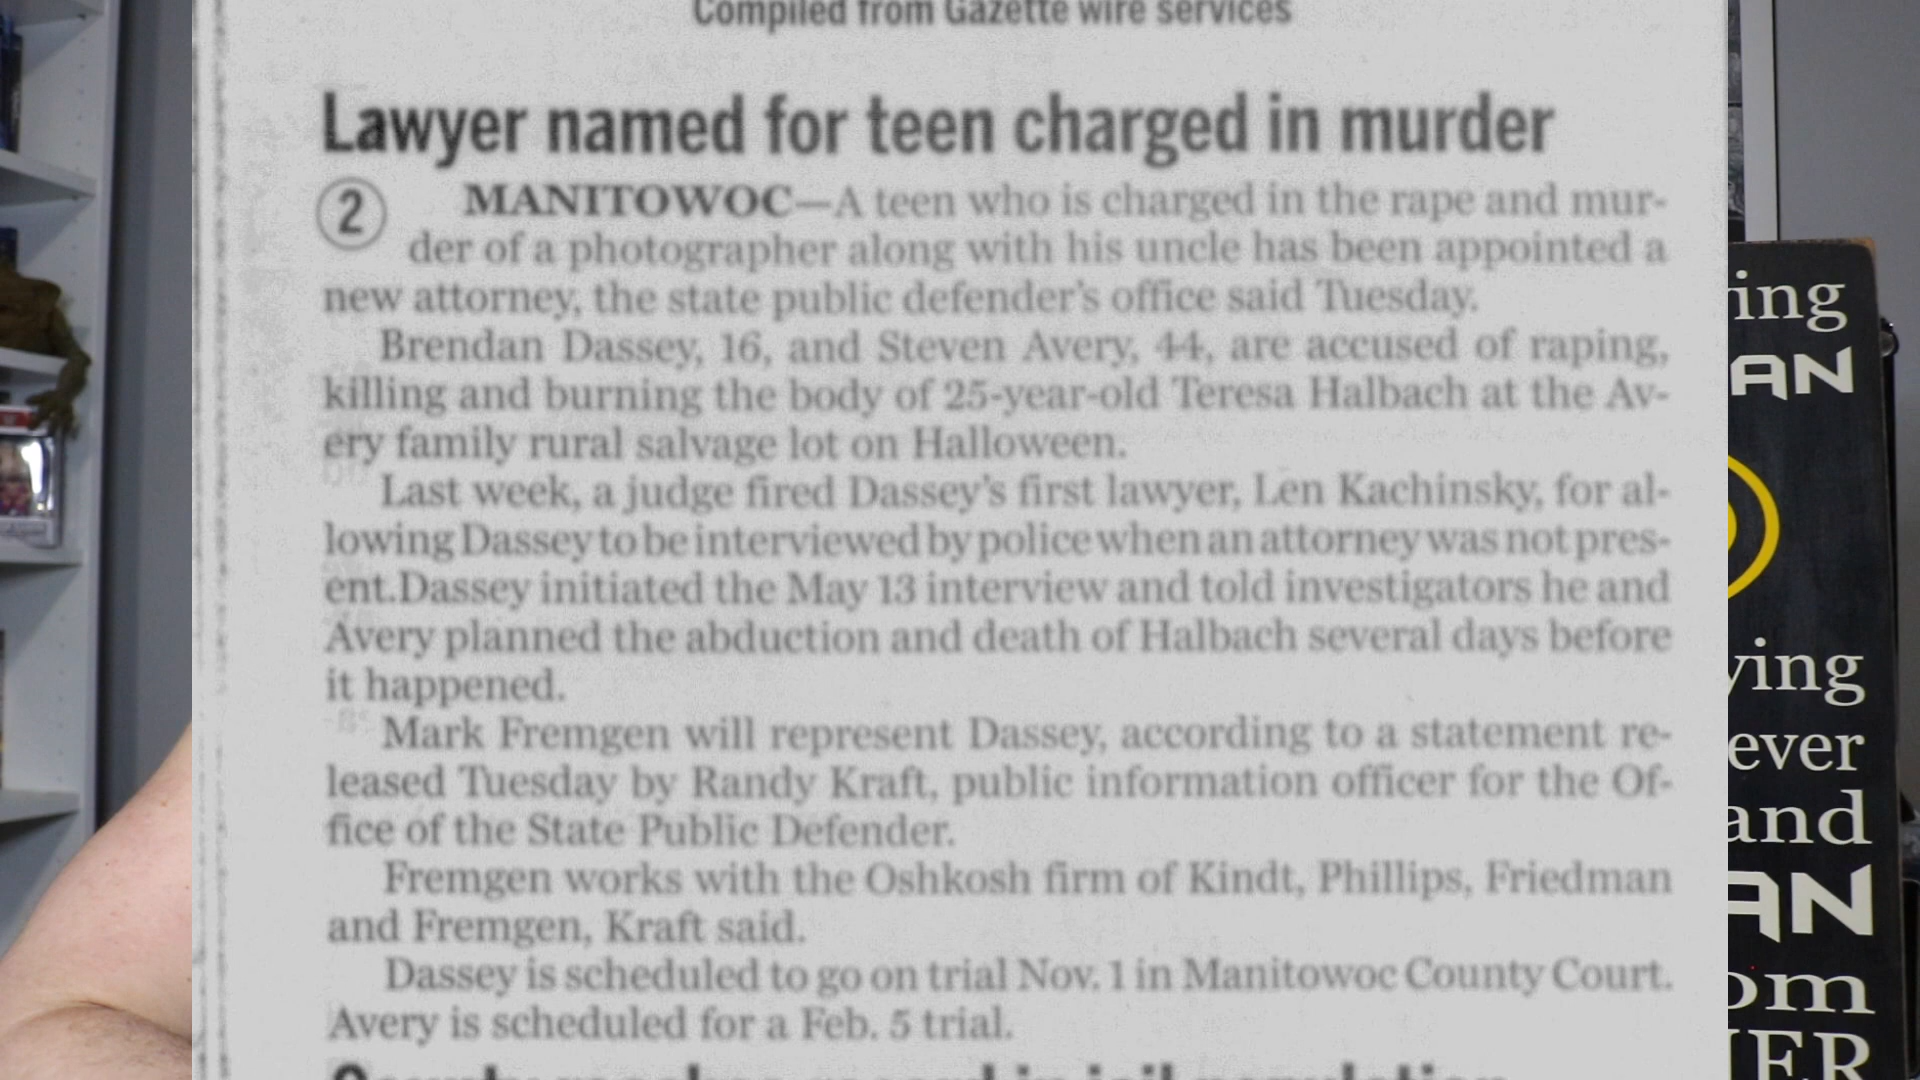 Compiled from Gazette wire services
Lawyer named for teen charged in murder
2 MANITOWOC—A teen who is charged in the rape and mur-
der of a photographer along with his uncle has been appointed a
new attorney, the state public defender's office said Tuesday.
Brendan Dassey, 16, and Steven Avery, 44, are accused of raping,
killing and burning the body of 25-year-old Teresa Halbach at the Av-
ery family rural salvage lot on Halloween.
Last week, a judge fired Dassey's first lawyer, Len Kachinsky, for al-
lowing Dassey to be interviewed by police when an attorney was not pres-
ent.Dassey initiated the May 13 interview and told investigators he and
Avery planned the abduction and death of Halbach several days before
it happened.
Mark Fremgen will represent Dassey, according to a statement re-
leased Tuesday by Randy Kraft, public information officer for the Of-
fice of the State Public Defender.
Fremgen works with the Oshkosh firm of Kindt, Phillips, Friedman
and Fremgen, Kraft said.
Dassey is scheduled to go on trial Nov. 1 in Manitowoc County Court.
Avery is scheduled for a Feb. 5 trial.
ing
AN
ying
ever
and
AN
om
ER